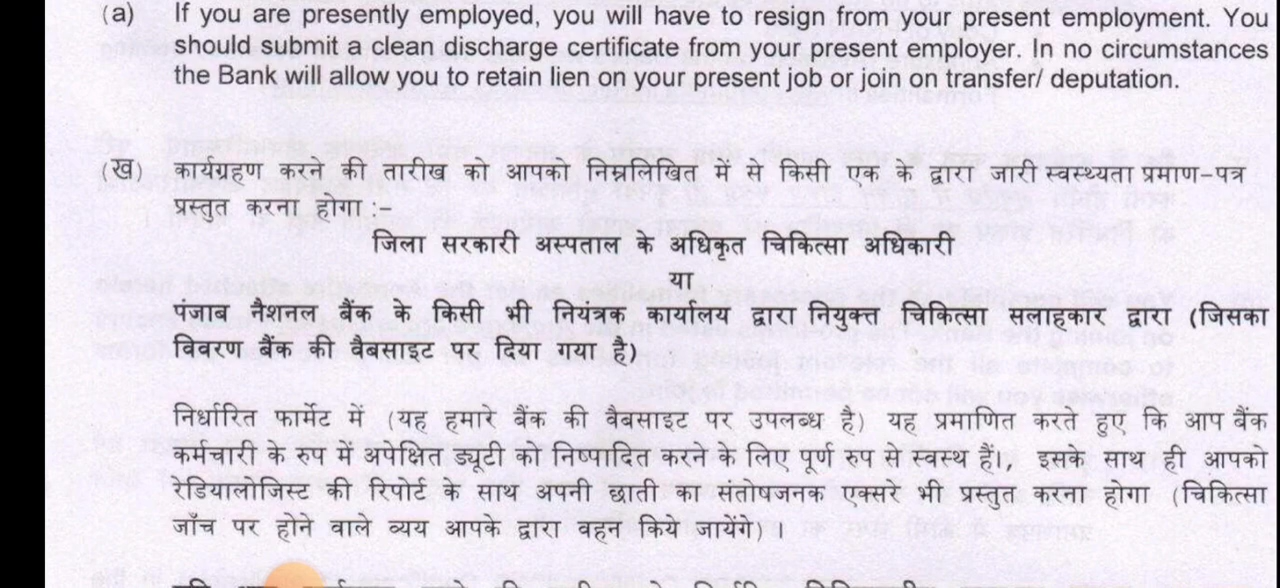 (a) If you are presently employed, you will have to resign from your present employment. You
should submit a clean discharge certificate from your present employer. In no circumstances
the Bank will allow you to retain lien on your present job or join on transfer/ deputation.
(ख) कार्यग्रहण करने की तारीख को आपको निम्नलिखित में से किसी एक के द्वारा जारी स्वस्थ्यता प्रमाण–पत्र
प्रस्तुत करना होगा :–
जिला सरकारी अस्पताल के अधिकृत चिकित्सा अधिकारी
या
पंजाब नैशनल बैंक के किसी भी नियंत्रक कार्यालय द्वारा नियुक्त चिकित्सा सलाहकार द्वारा (जिसका
विवरण बैंक की वैबसाइट पर दिया गया है)
निर्धारित फार्मेट में (यह हमारे बैंक की वैबसाइट पर उपलब्ध है) यह प्रमाणित करते हुए कि आप बैंक
कर्मचारी के रुप में अपेक्षित ड्यूटी को निष्पादित करने के लिए पूर्ण रुप से स्वस्थ हैं।, इसके साथ ही आपको
रेडियालोजिस्ट की रिपोर्ट के साथ अपनी छाती का संतोषजनक एक्सरे भी प्रस्तुत करना होगा (चिकित्सा
जाँच पर होने वाले व्यय आपके द्वारा वहन किये जायेंगे) ।